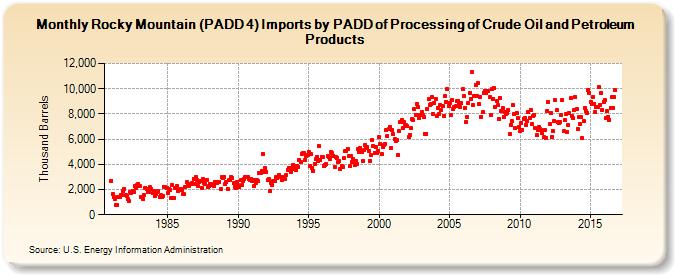 Monthly Rocky Mountain (PADD 4) Imports by PADD of Processing of Crude Oil and Petroleum
Products
Thousand Barrels
12,000
10,000
8,000
6,000
4,000
2,000
0
1985 1990 1995 2000 2005 2010 2015
Source: U.S. Energy Information Administration